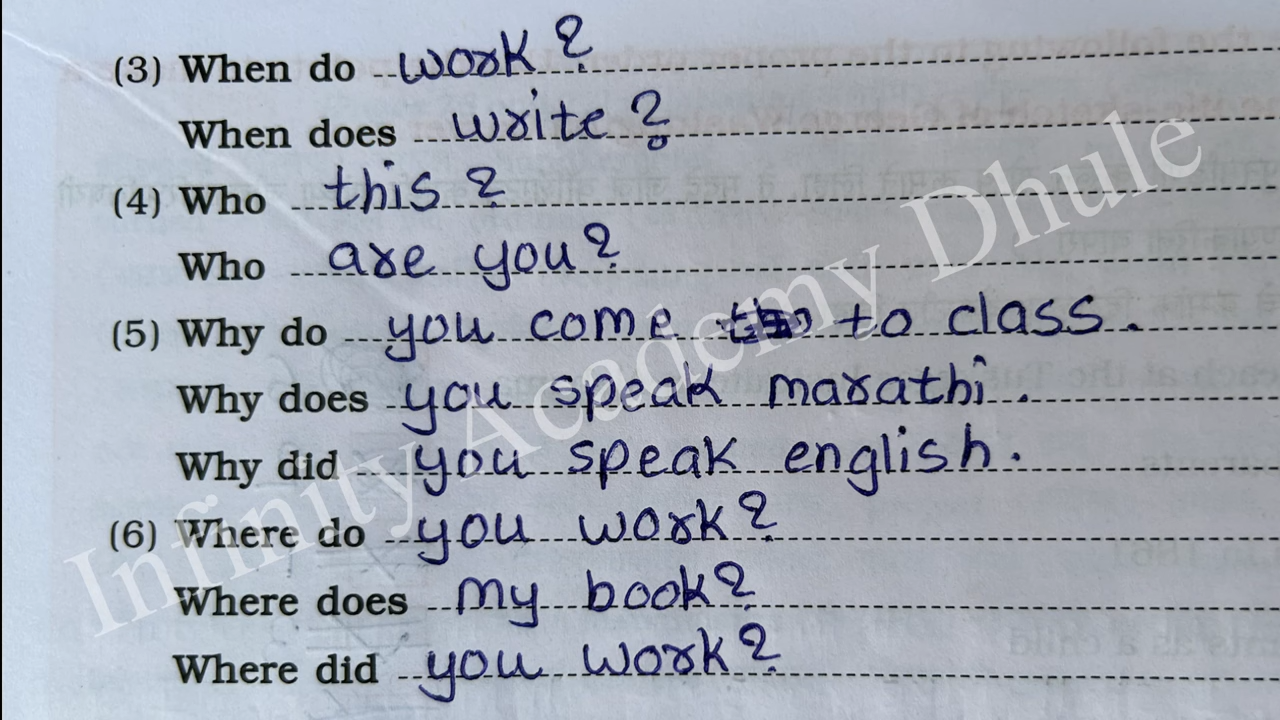 (3) When do work?
When does write?
(4) Who this?
Who are you?
(5) Why do you come to class.
Why does you speak marathi.
Why did you speak english.
(6) Where do you work?
Where does my book?
Where did you work?
Infinity Academy Dhule